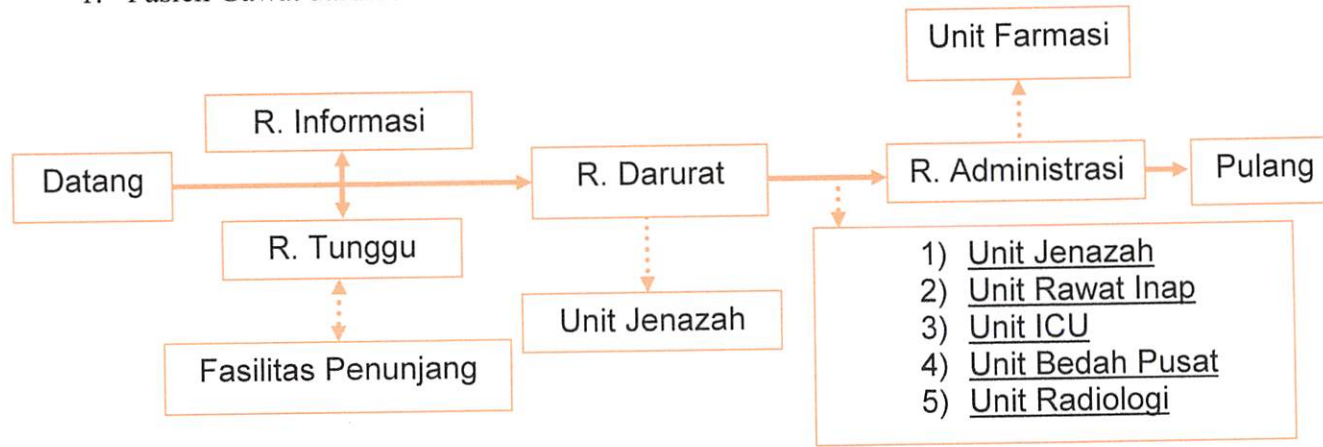 Unit Farmasi
R. Informasi
Datang
R. Darurat
R. Administrasi
Pulang
R. Tunggu
Unit Jenazah
Fasilitas Penunjang
1) Unit Jenazah
2) Unit Rawat Inap
3) Unit ICU
4) Unit Bedah Pusat
5) Unit Radiologi